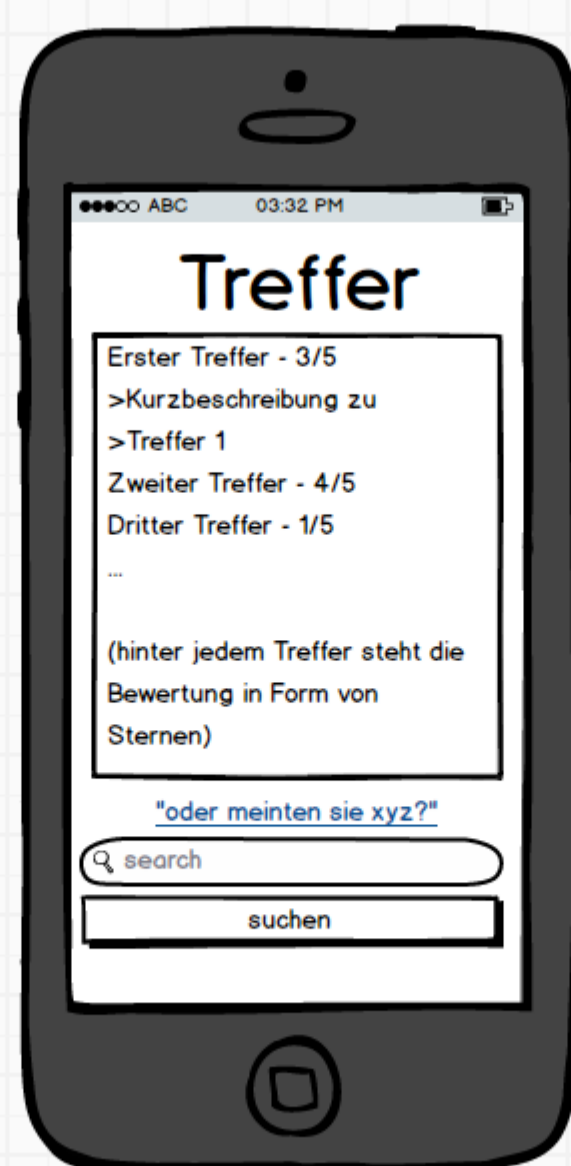 ABC 03:32 PM
Treffer
Erster Treffer - 3/5
>Kurzbeschreibung zu
>Treffer 1
Zweiter Treffer - 4/5
Dritter Treffer - 1/5
...
(hinter jedem Treffer steht die
Bewertung in Form von
Sternen)
"oder meinten sie xyz?"
search
suchen